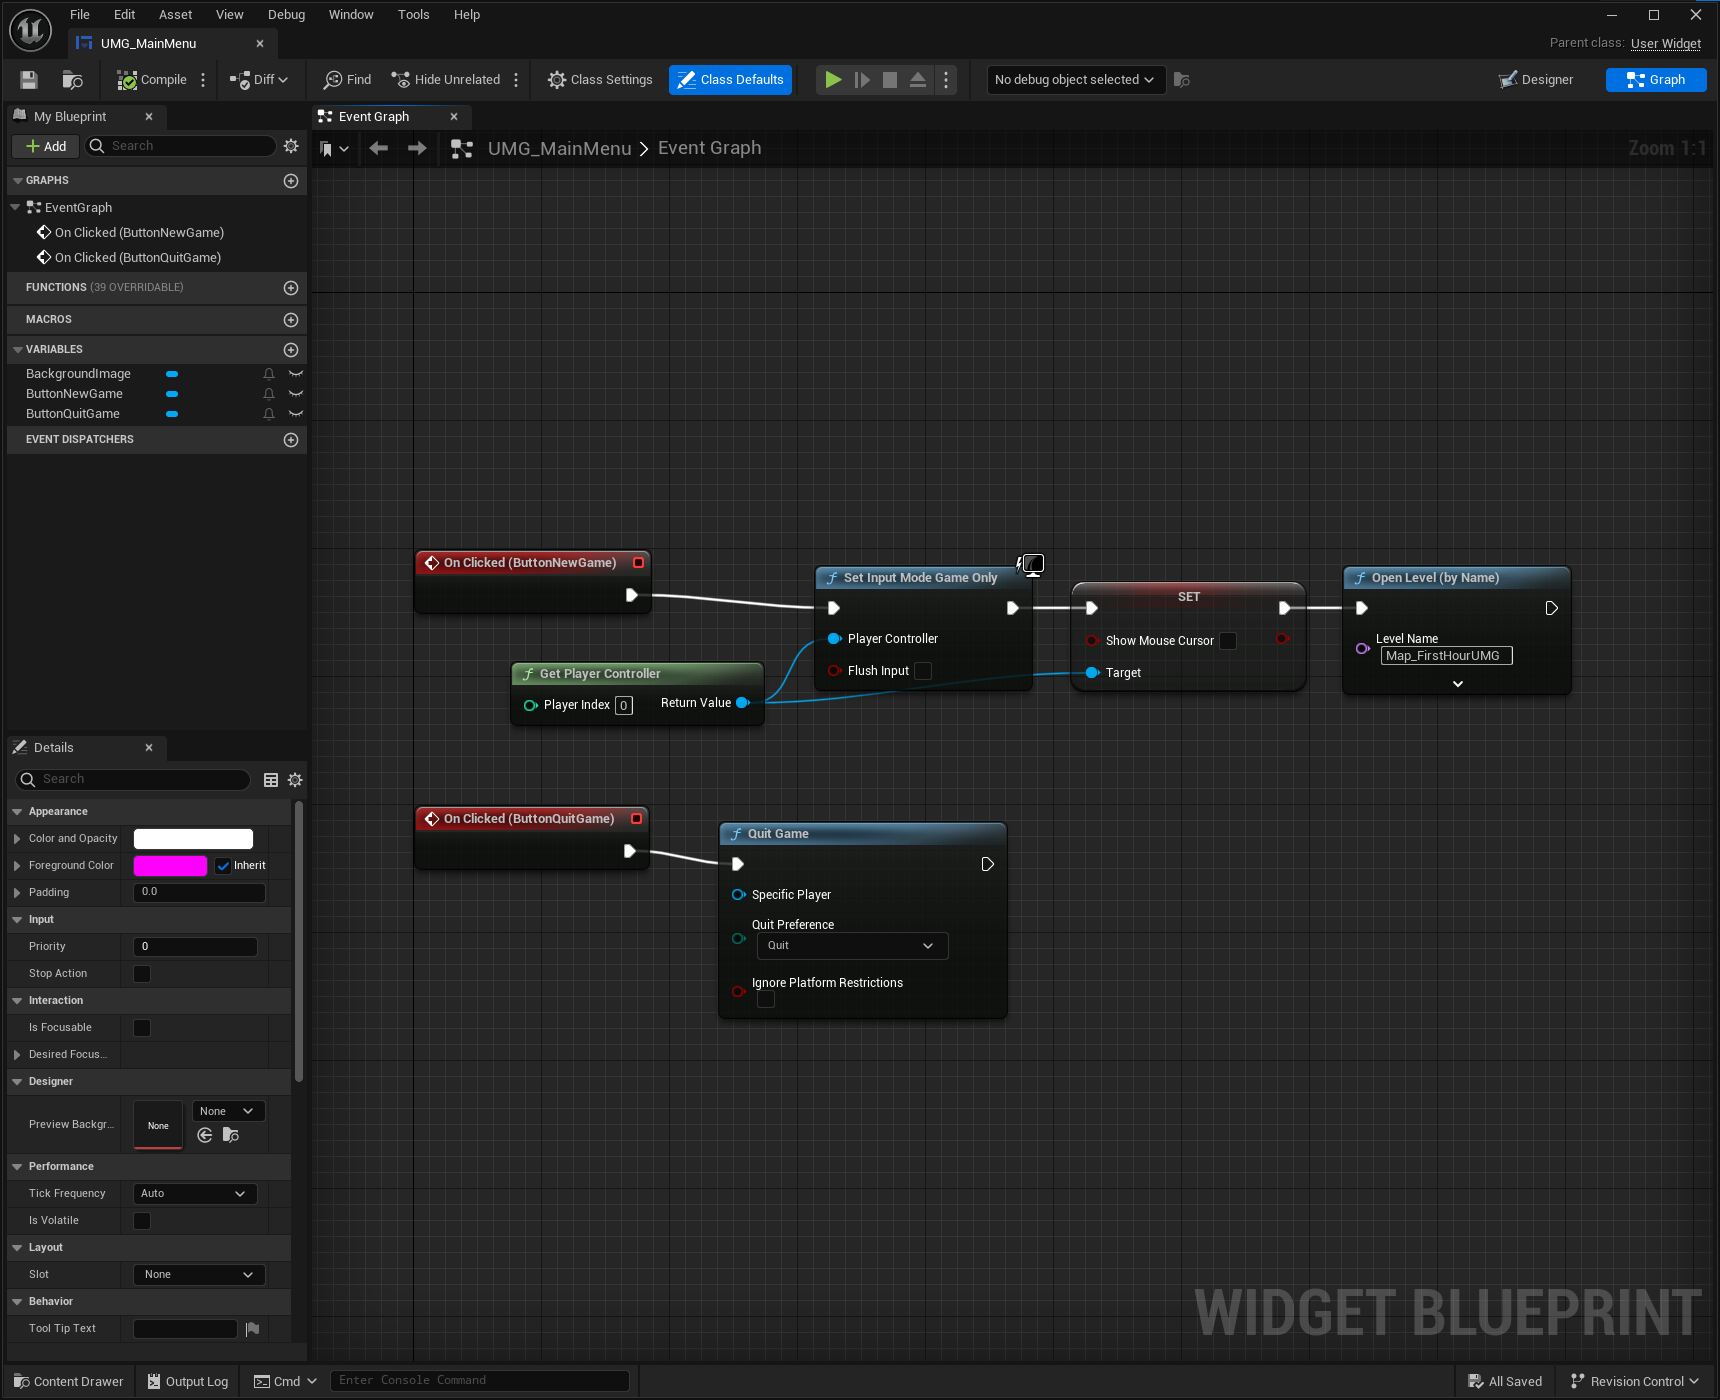 File Edit Asset View Debug Window Tools Help
UMG_MainMenu
Parent class: User Widget
Compile Diff Find Hide Unrelated Class Settings Class Defaults No debug object selected Designer Graph
My Blueprint
Event Graph
Add Search
UMG_MainMenu > Event Graph
Zoom 1:1
GRAPHS
EventGraph
On Clicked (ButtonNewGame)
On Clicked (ButtonQuitGame)
FUNCTIONS (39 OVERRIDABLE)
MACROS
VARIABLES
BackgroundImage
ButtonNewGame
ButtonQuitGame
EVENT DISPATCHERS
On Clicked (ButtonNewGame)
Set Input Mode Game Only
Player Controller
Flush Input
SET
Show Mouse Cursor
Target
Open Level (by Name)
Level Name
Map_FirstHourUMG
Get Player Controller
Player Index 0 Return Value
On Clicked (ButtonQuitGame)
Quit Game
Specific Player
Quit Preference
Quit
Ignore Platform Restrictions
Details
Search
Appearance
Color and Opacity
Foreground Color Inherit
Padding 0.0
Input
Priority 0
Stop Action
Interaction
Is Focusable
Desired Focus...
Designer
Preview Backgr... None None
Performance
Tick Frequency Auto
Is Volatile
Layout
Slot None
Behavior
Tool Tip Text
WIDGET BLUEPRINT
Content Drawer Output Log Cmd Enter Console Command All Saved Revision Control